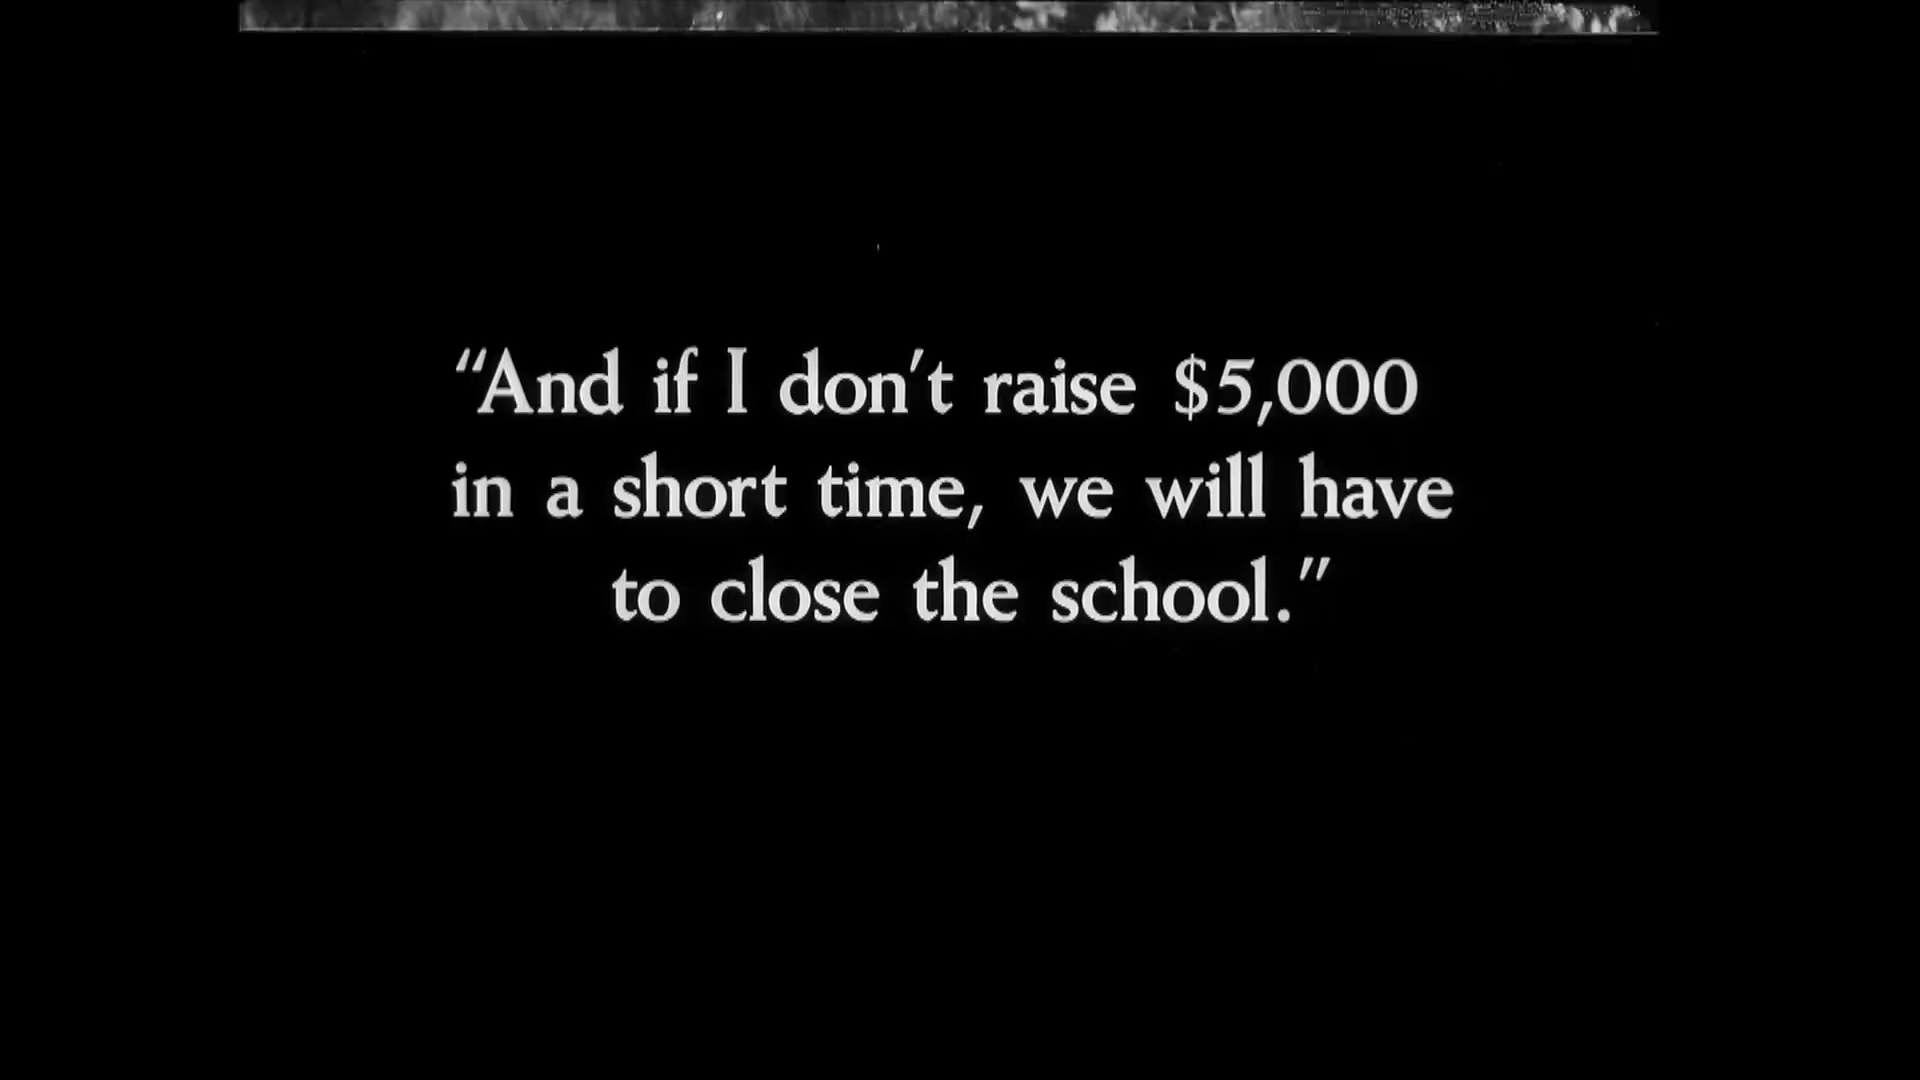 “And if I don’t raise $5,000
in a short time, we will have
to close the school.”